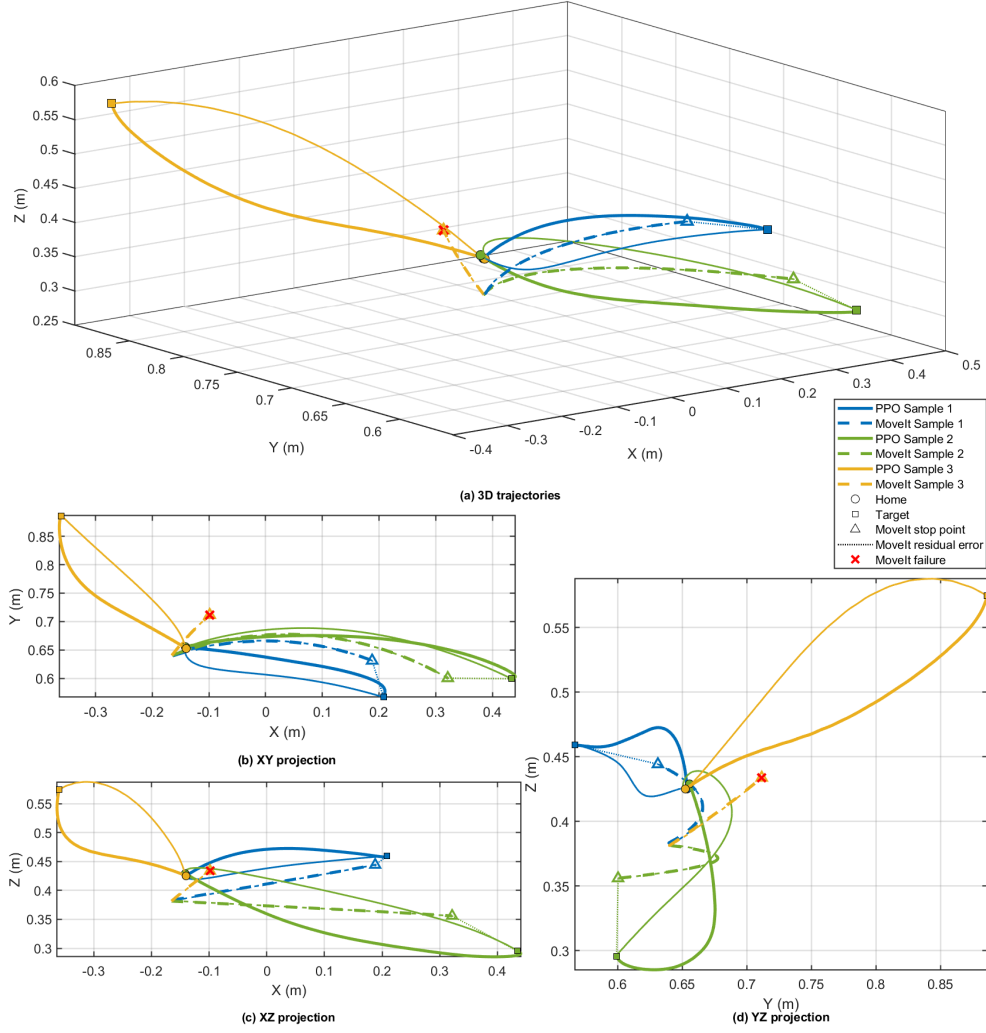 0.6
0.55
0.5
0.45
0.4
0.35
0.3
0.25
Z (m)
0.85
0.8
0.75
0.7
0.65
0.6
Y (m)
-0.4
-0.3
-0.2
-0.1
0
0.1
0.2
0.3
0.4
0.5
X (m)
(a) 3D trajectories
PPO Sample 1
MoveIt Sample 1
PPO Sample 2
MoveIt Sample 2
PPO Sample 3
MoveIt Sample 3
Home
Target
MoveIt stop point
MoveIt residual error
MoveIt failure
0.85
0.8
0.75
0.7
0.65
0.6
Y (m)
-0.3 -0.2 -0.1 0 0.1 0.2 0.3 0.4
X (m)
(b) XY projection
0.55
0.5
0.45
0.4
0.35
0.3
Z (m)
-0.3 -0.2 -0.1 0 0.1 0.2 0.3 0.4
X (m)
(c) XZ projection
0.55
0.5
0.45
0.4
0.35
0.3
Z (m)
0.6 0.65 0.7 0.75 0.8 0.85
Y (m)
(d) YZ projection